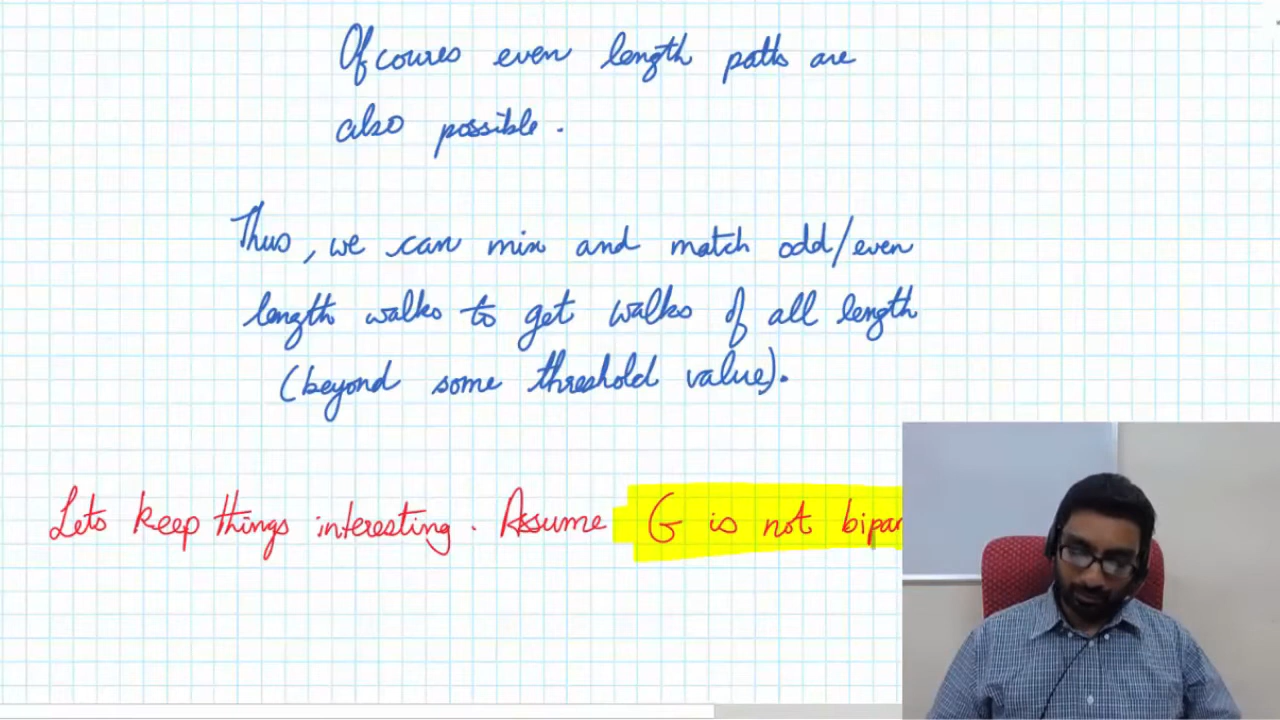 Of coures even length paths are
also possible.
Thus, we can mix and match odd/even
length walks to get walks of all length
(beyond some threshold value).
Lets keep things interesting. Assume G is not bipar